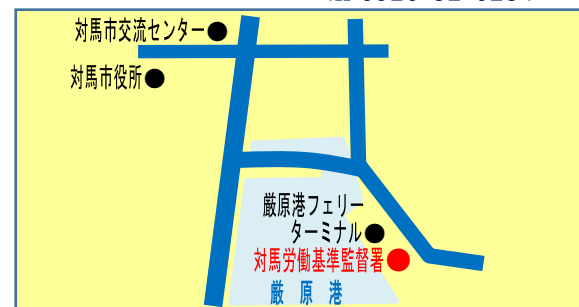 対馬市交流センター
対馬市役所
厳原港フェリー
ターミナル
対馬労働基準監督署
厳原港